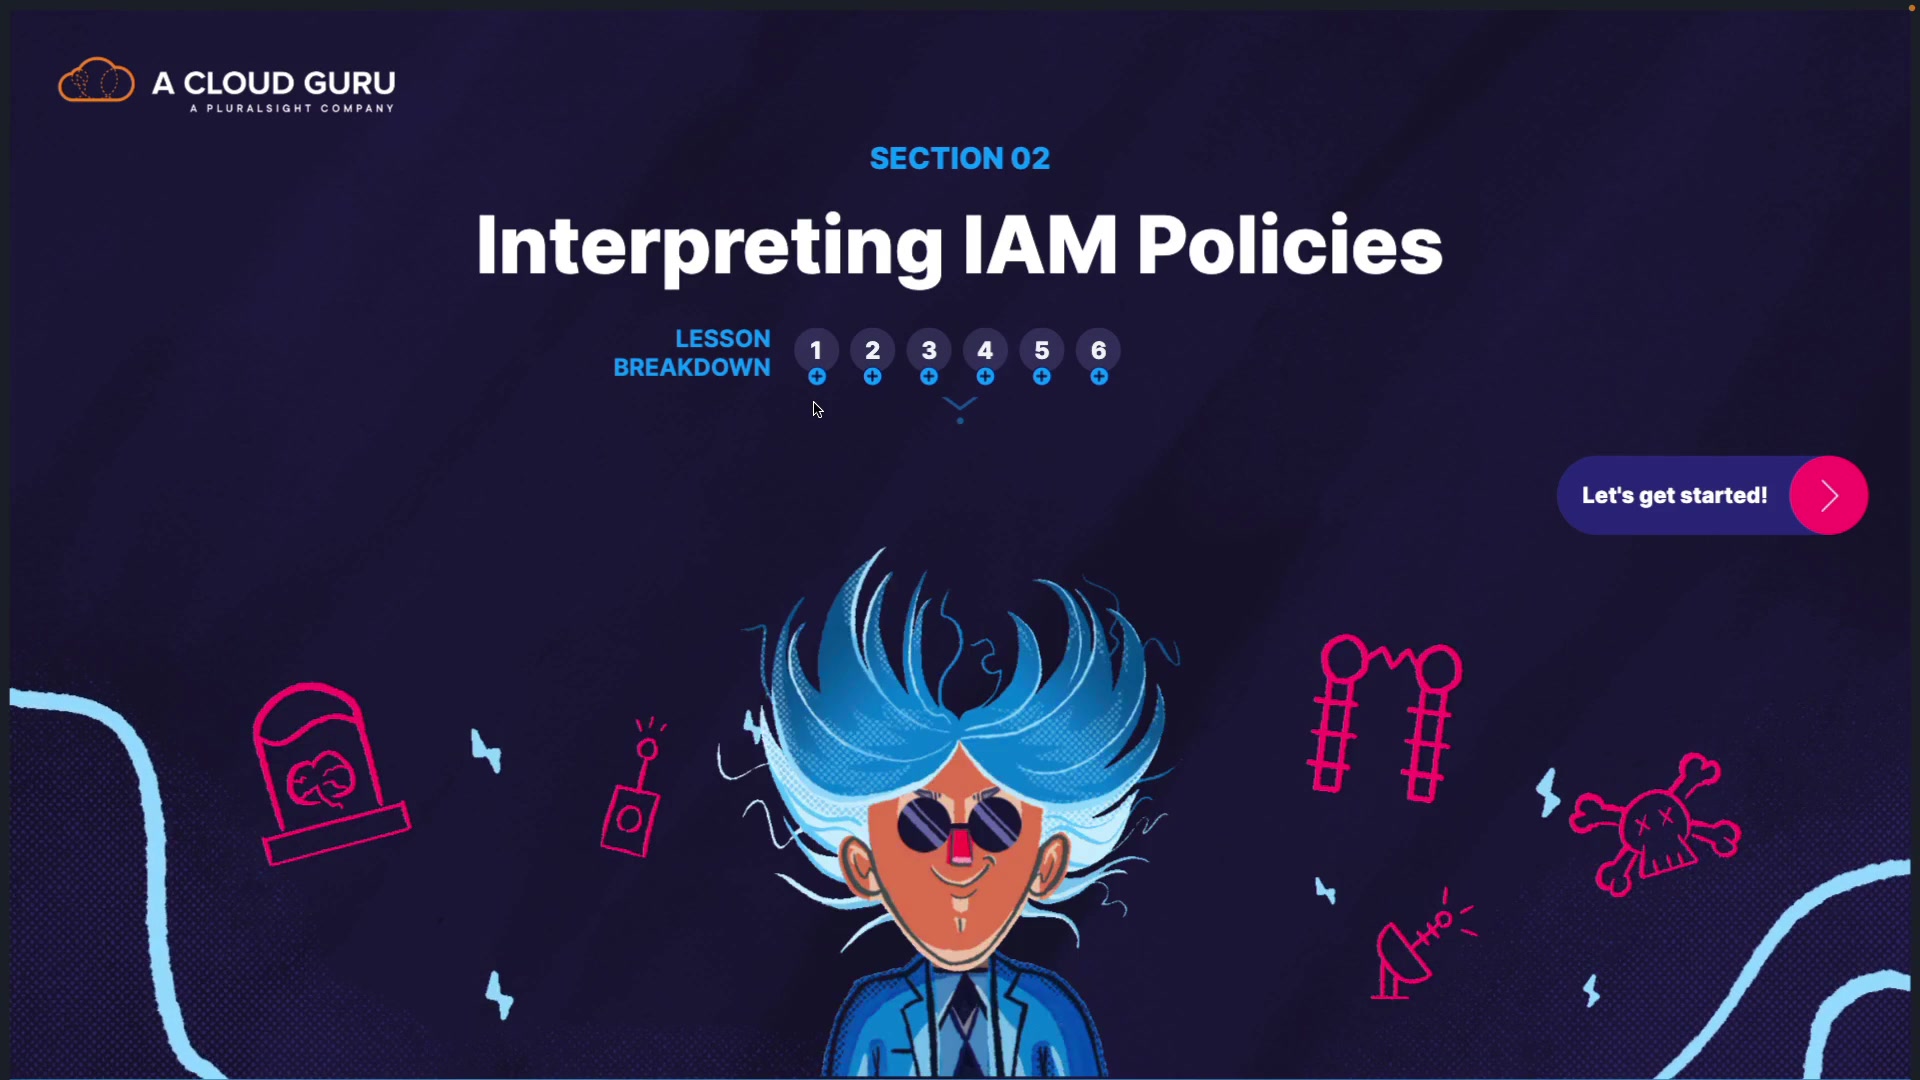 A CLOUD GURU
A PLURALSIGHT COMPANY
SECTION 02
Interpreting IAM Policies
LESSON
BREAKDOWN
1 2 3 4 5 6
Let's get started!